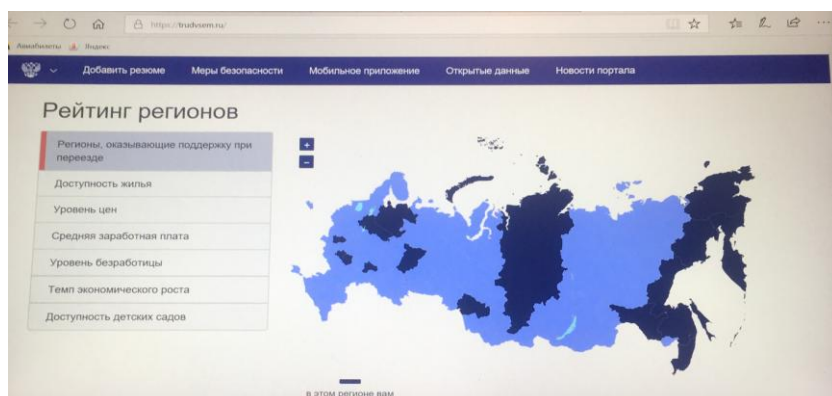 https://trudvsem.ru/
Авиабилеты Яндекс
Добавить резюме Меры безопасности Мобильное приложение Открытые данные Новости портала
Рейтинг регионов
Регионы, оказывающие поддержку при
переезде
Доступность жилья
Уровень цен
Средняя заработная плата
Уровень безработицы
Темп экономического роста
Доступность детских садов
+
−
в этом регионе вам